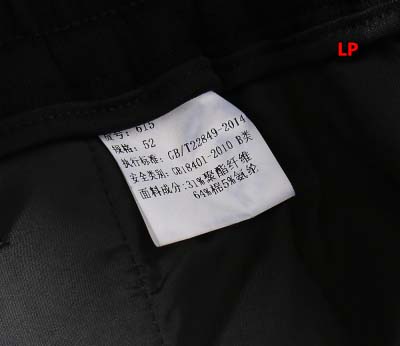 LP
货号: 615
规格: 52
执行标准: GB/T22849-2014
安全类别: GB18401-2010 B类
面料成分: 31%聚酯纤维
64%棉5%氨纶